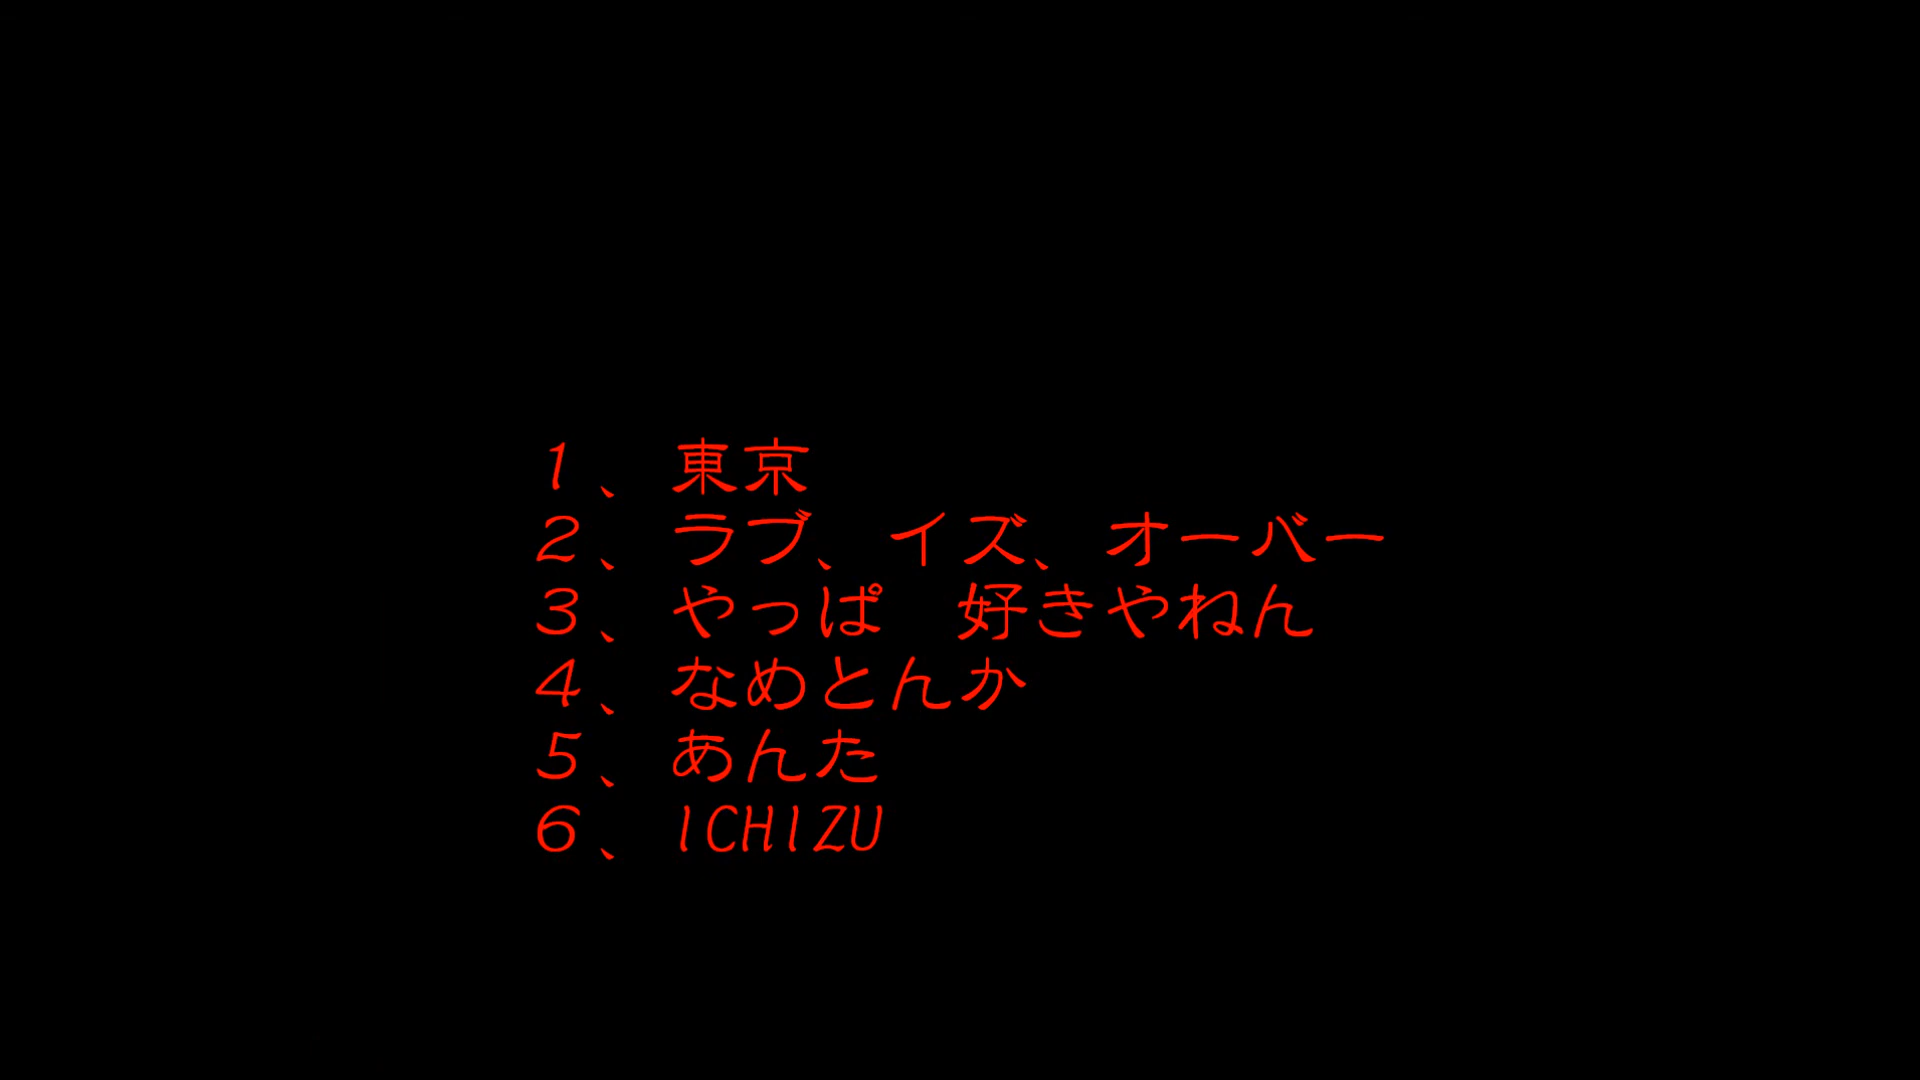 1、 東京
2、 ラブ、イズ、オーバー
3、 やっぱ　好きやねん
4、 なめとんか
5、 あんた
6、 ICHIZU